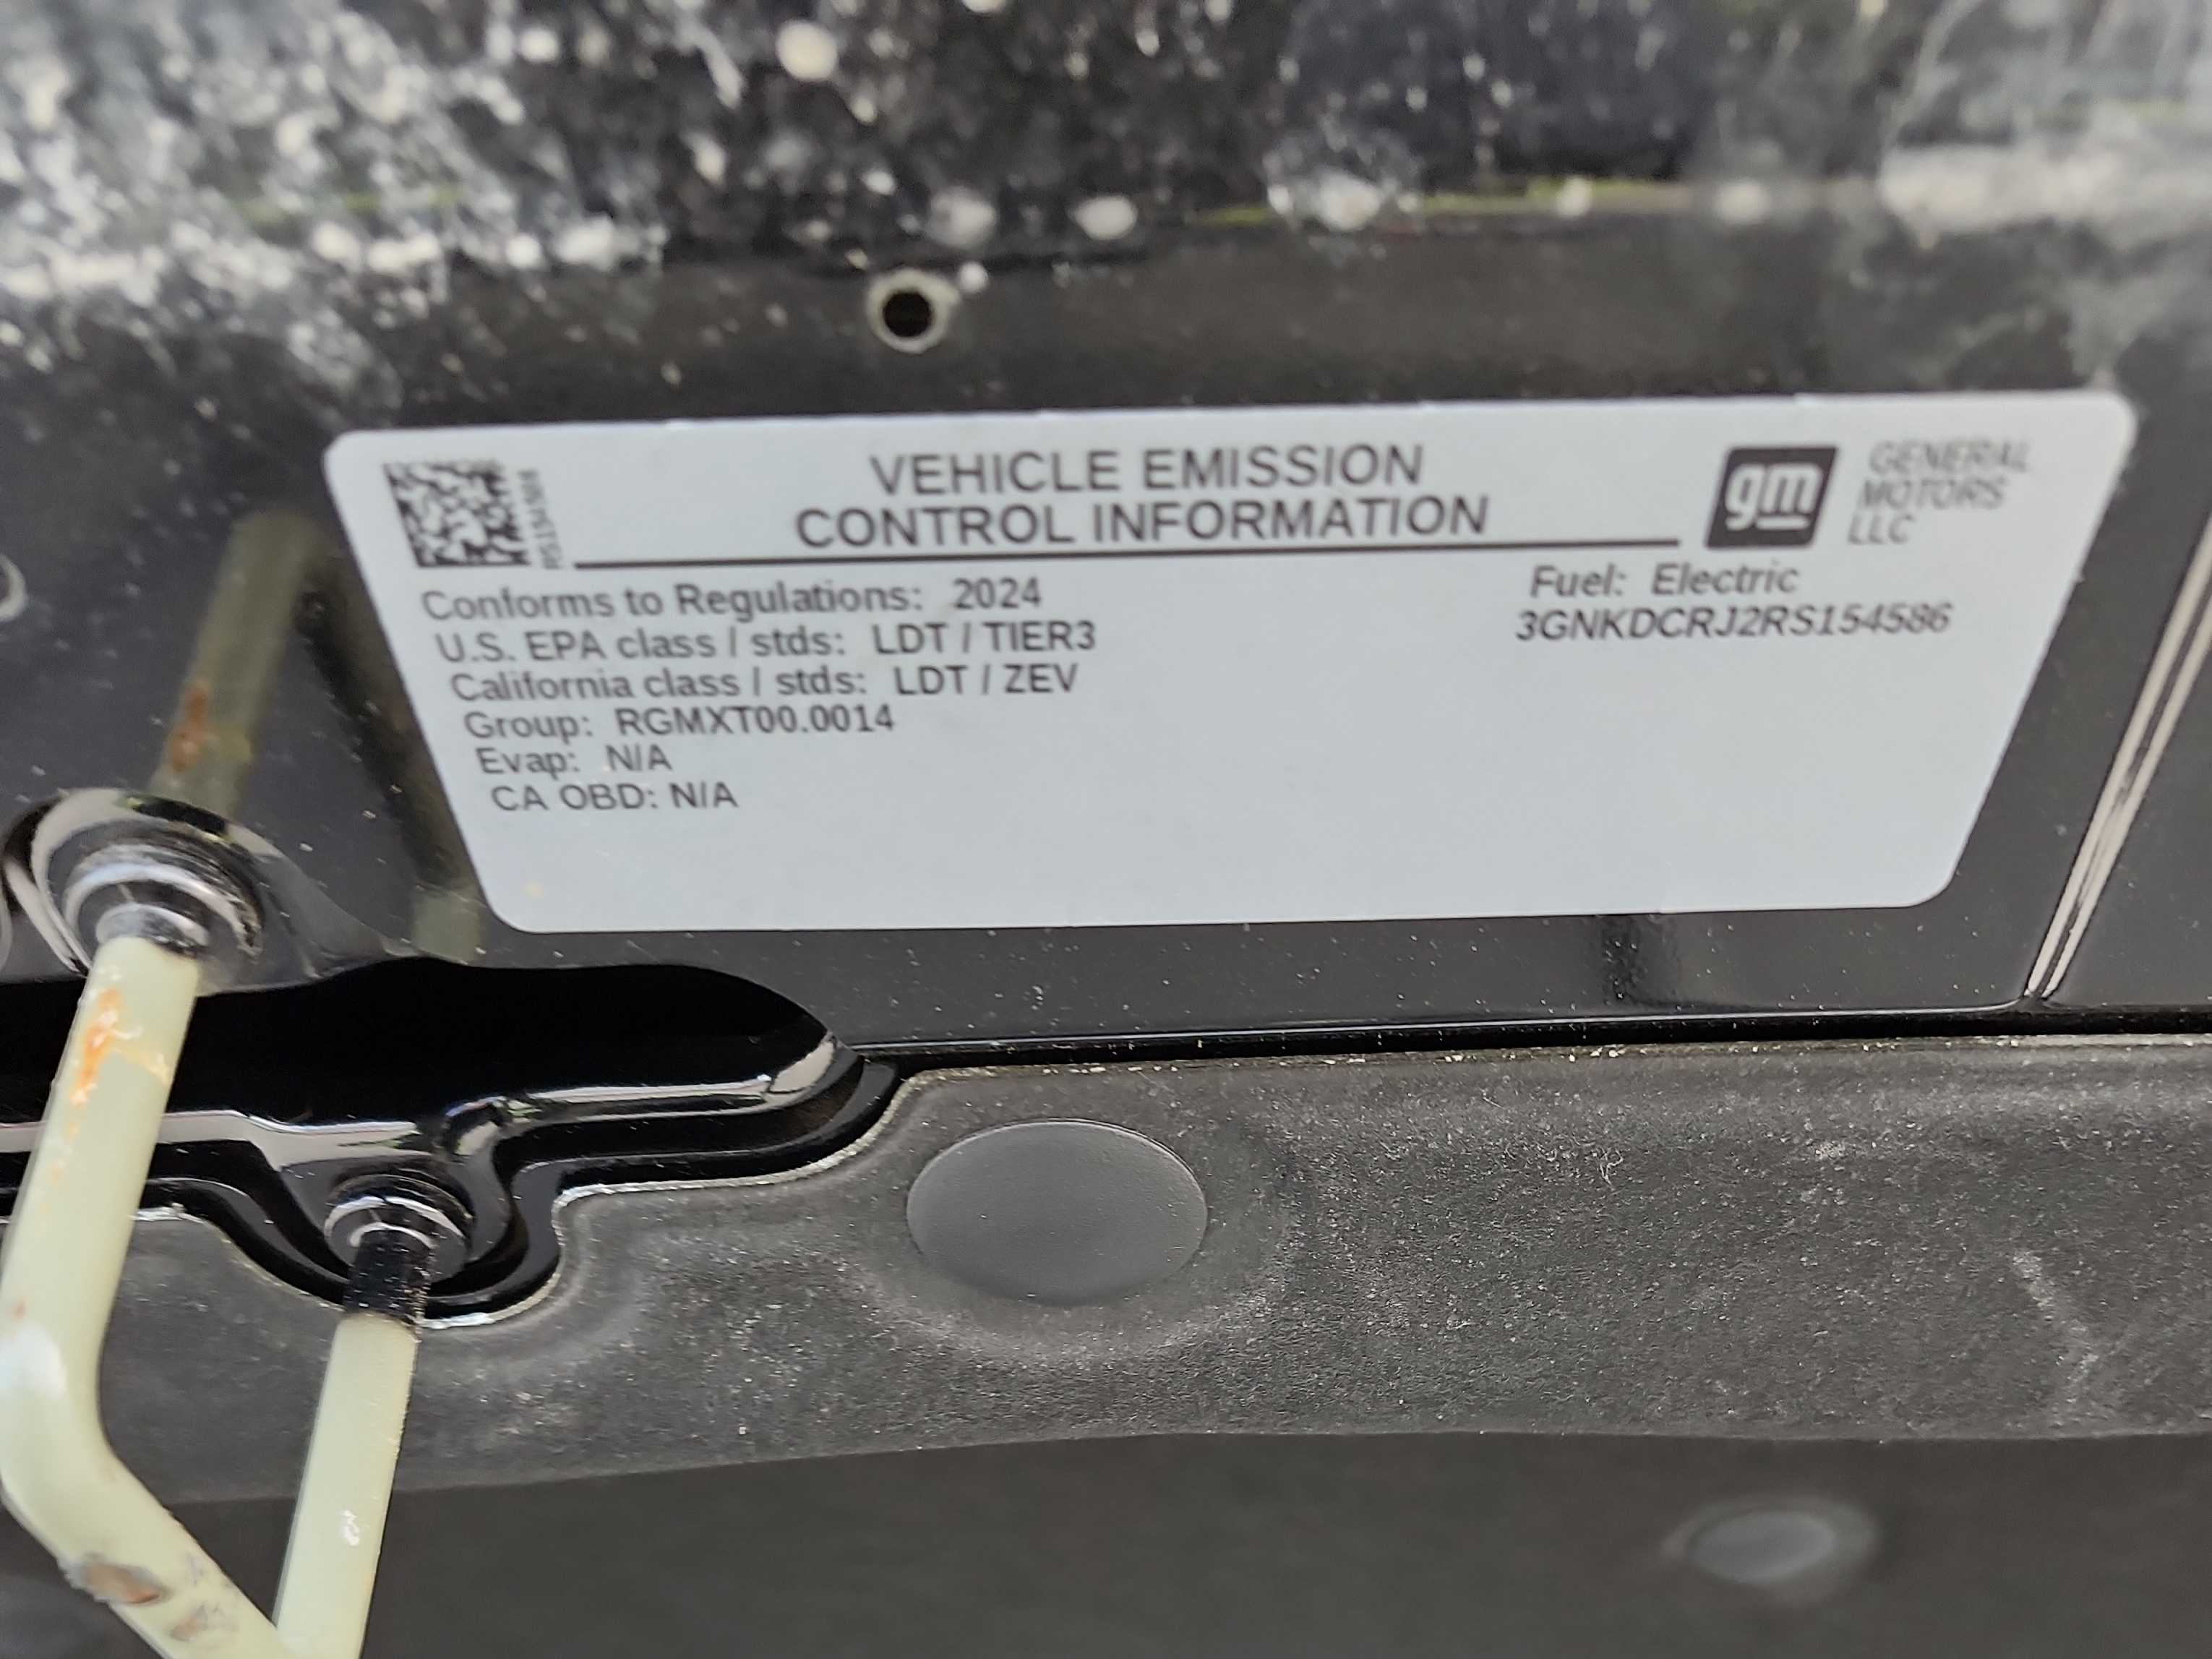 VEHICLE EMISSION
CONTROL INFORMATION
gm
GENERAL
MOTORS
LLC
RS154586
Conforms to Regulations: 2024
U.S. EPA class / stds: LDT / TIER3
California class / stds: LDT / ZEV
Group: RGMXT00.0014
Evap: N/A
CA OBD: N/A
Fuel: Electric
3GNKDCRJ2RS154586